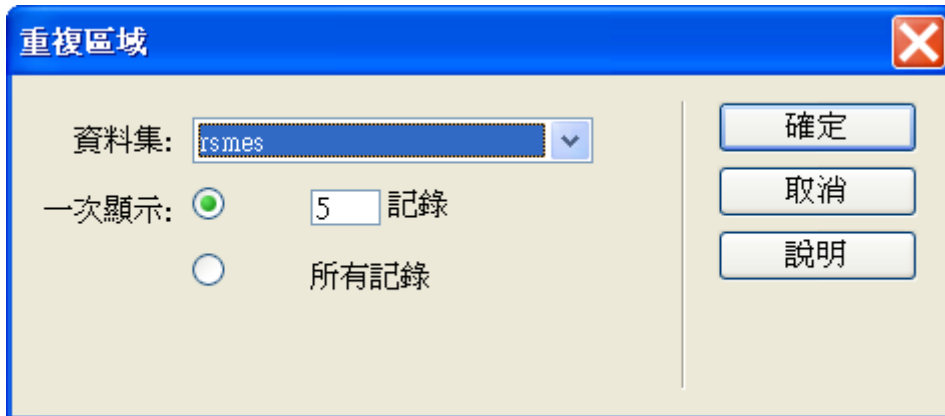 重複區域
資料集: rsmes
一次顯示: 5 記錄
所有記錄
確定
取消
說明